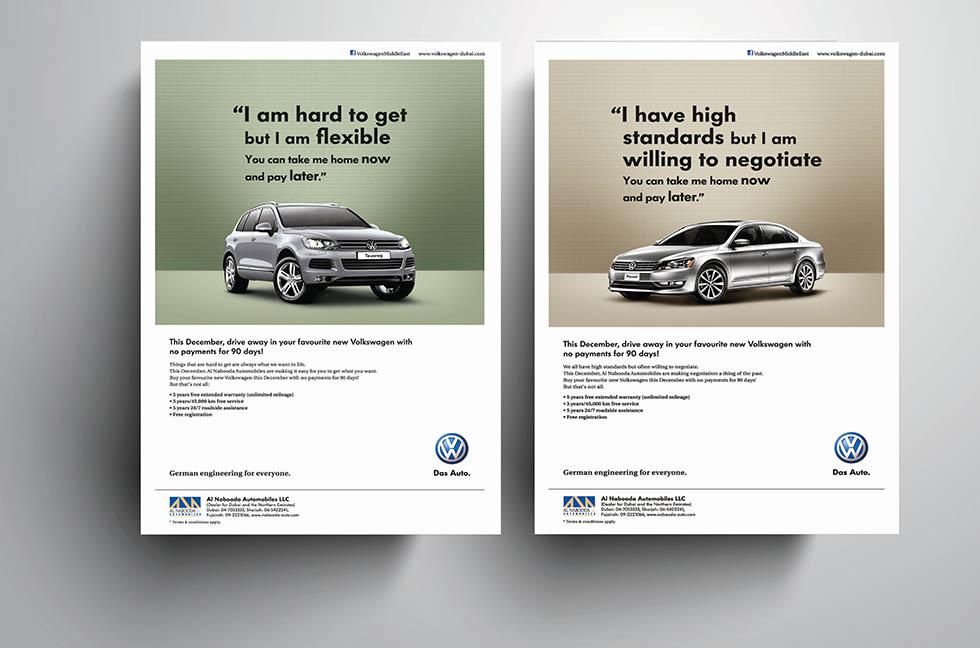 VolkswagenMiddleEast www.volkswagen-dubai.com
“I am hard to get
but I am flexible
You can take me home now
and pay later.”
Touareg
This December, drive away in your favourite new Volkswagen with
no payments for 90 days!
Things that are hard to get are always what we want in life.
This December, Al Nabooda Automobiles are making it easy for you to get what you want.
Buy your favourite new Volkswagen this December with no payments for 90 days!
But that's not all:
• 5 years free extended warranty (unlimited mileage)
• 3 years/45,000 km free service
• 5 years 24/7 roadside assistance
• Free registration
Das Auto.
German engineering for everyone.
AL NABOODA
AUTOMOBILES
Al Nabooda Automobiles LLC
(Dealer for Dubai and the Northern Emirates)
Dubai: 04-7053333, Sharjah: 06-5422241,
Fujairah: 09-2221066, www.nabooda-auto.com
* Terms & conditions apply.
VolkswagenMiddleEast www.volkswagen-dubai.com
“I have high
standards but I am
willing to negotiate
You can take me home now
and pay later.”
Passat
This December, drive away in your favourite new Volkswagen with
no payments for 90 days!
We all have high standards but often willing to negotiate.
This December, Al Nabooda Automobiles are making negotiation a thing of the past.
Buy your favourite new Volkswagen this December with no payments for 90 days!
But that's not all:
• 5 years free extended warranty (unlimited mileage)
• 3 years/45,000 km free service
• 5 years 24/7 roadside assistance
• Free registration
Das Auto.
German engineering for everyone.
AL NABOODA
AUTOMOBILES
Al Nabooda Automobiles LLC
(Dealer for Dubai and the Northern Emirates)
Dubai: 04-7053333, Sharjah: 06-5422241,
Fujairah: 09-2221066, www.nabooda-auto.com
* Terms & conditions apply.